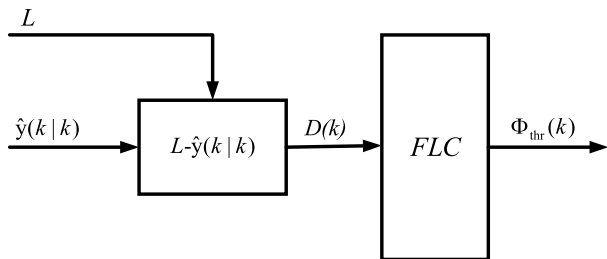 L
ŷ(k | k)
L-ŷ(k | k)
D(k)
FLC
Φthr(k)